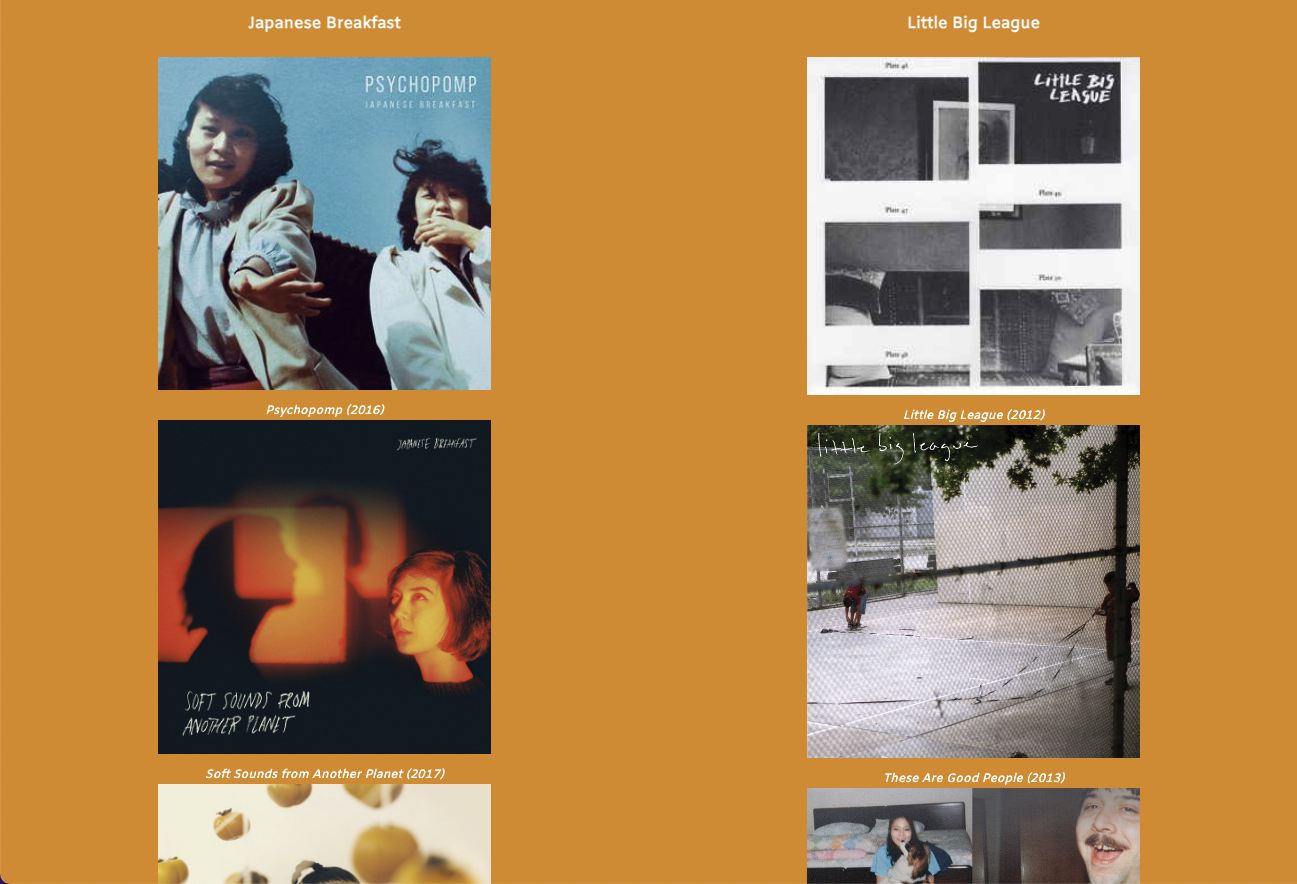 Japanese Breakfast
PSYCHOPOMP
JAPANESE BREAKFAST
Psychopomp (2016)
JAPANESE BREAKFAST
SOFT SOUNDS FROM
ANOTHER PLANET
Soft Sounds from Another Planet (2017)
Little Big League
Plate 46
LiTTLE BiG
LEAGUE
Plate 49
Plate 47
Plate 50
Plate 48
Little Big League (2012)
little big league
These Are Good People (2013)